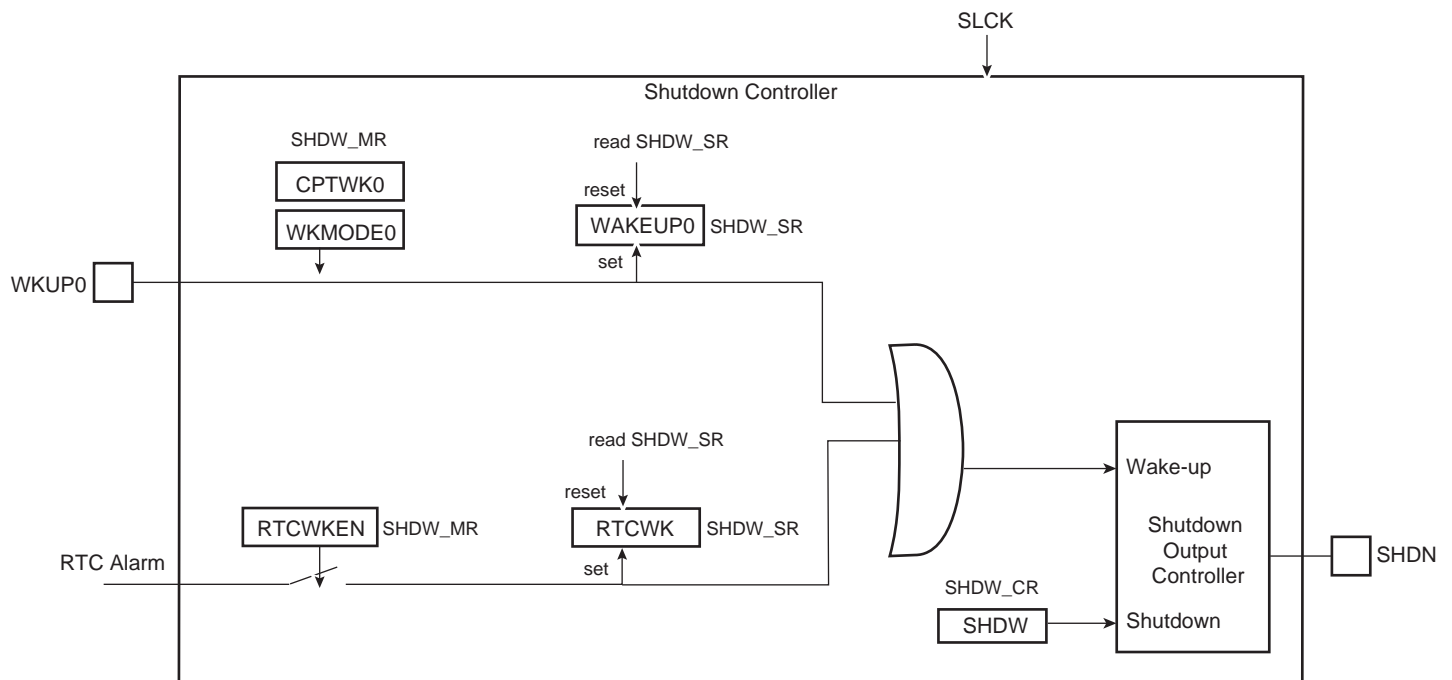 SLCK
Shutdown Controller
SHDW_MR
CPTWK0
WKMODE0
read SHDW_SR
reset
WAKEUP0
SHDW_SR
set
WKUP0
read SHDW_SR
reset
RTCWKEN
SHDW_MR
RTCWK
SHDW_SR
set
RTC Alarm
Wake-up
Shutdown
Output
Controller
SHDN
SHDW_CR
SHDW
Shutdown